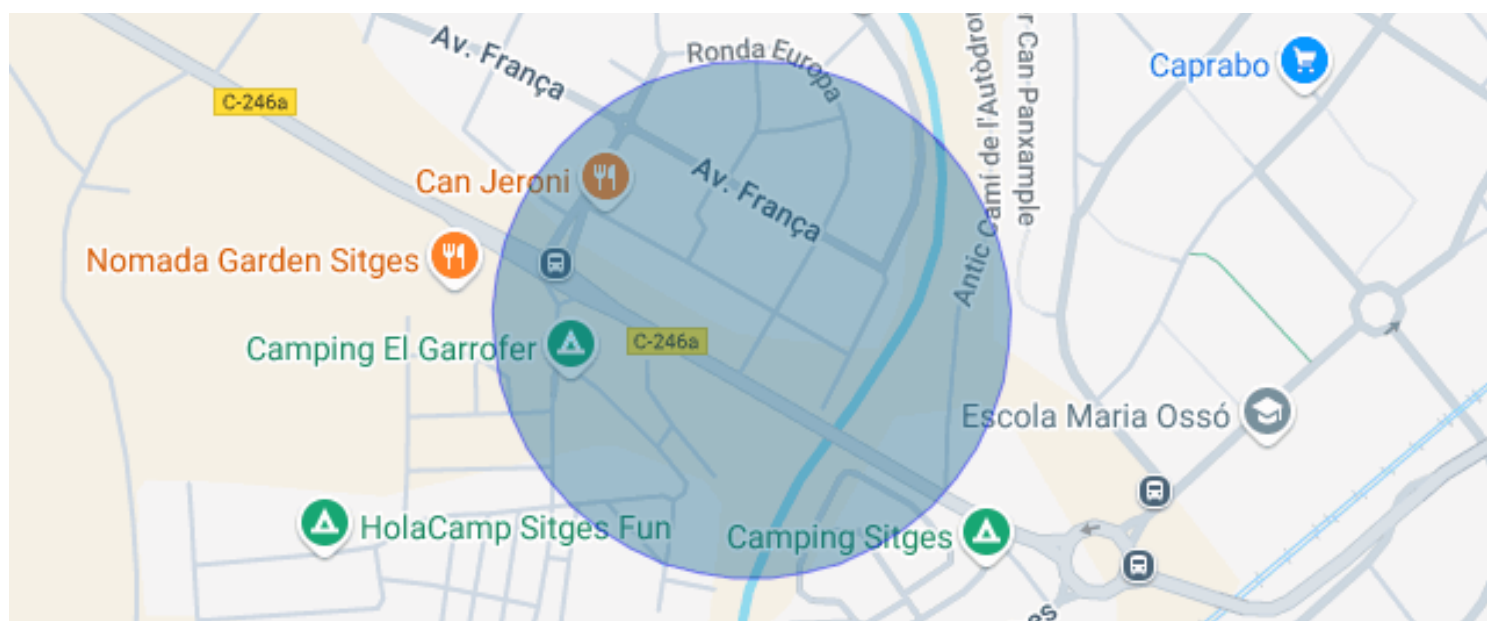 Av. França
Ronda Europa
Antic Camí de l'Autòdrom
r Can Panxample
Caprabo
C-246a
Can Jeroni
Av. França
Nomada Garden Sitges
Camping El Garrofer
C-246a
Escola Maria Ossó
HolaCamp Sitges Fun
Camping Sitges
es